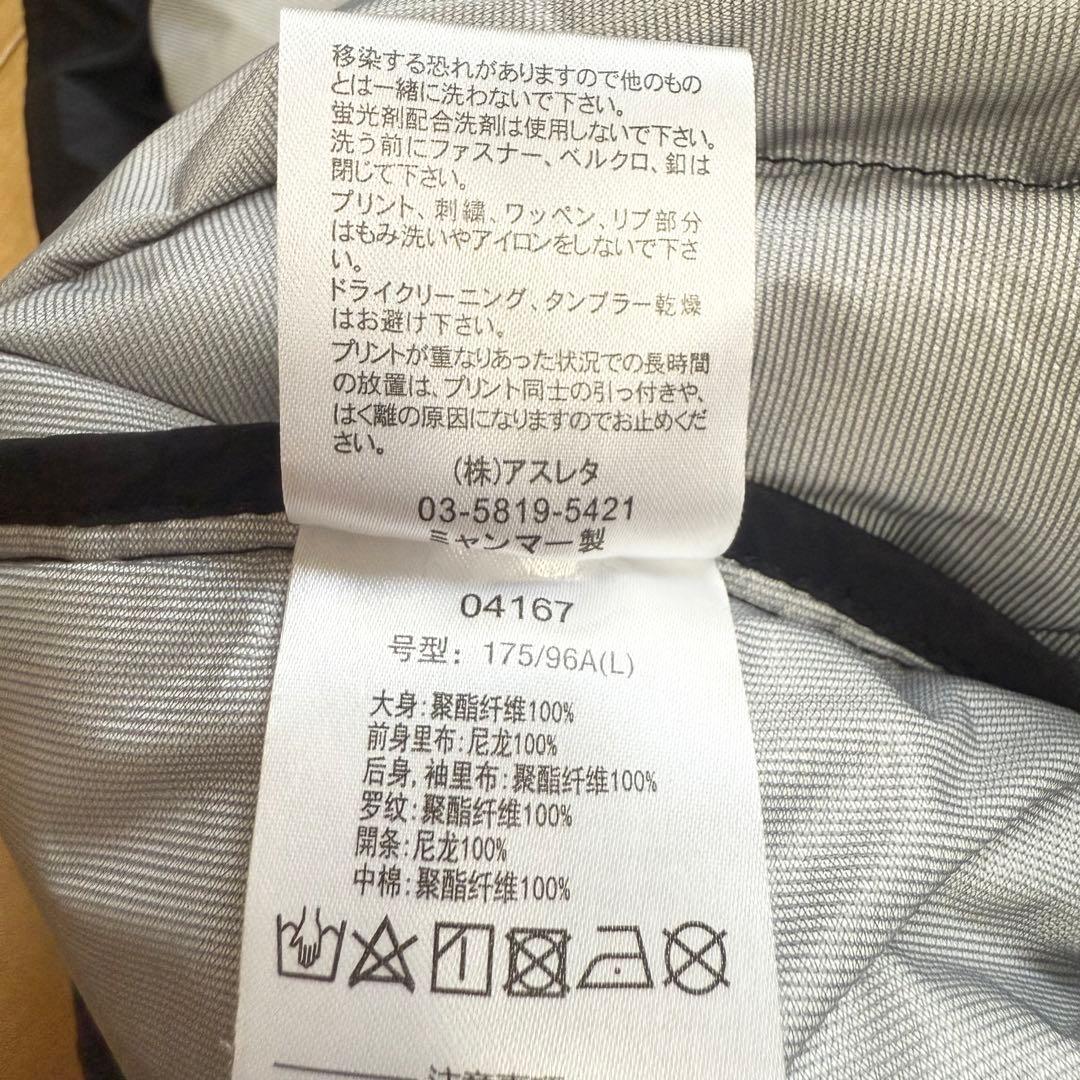 移染する恐れがありますので他のもの
とは一緒に洗わないで下さい。
蛍光剤配合洗剤は使用しないで下さい。
洗う前にファスナー、ベルクロ、釦は
閉じて下さい。
プリント、刺繍、ワッペン、リブ部分
はもみ洗いやアイロンをしないで下さ
い。
ドライクリーニング、タンブラー乾燥
はお避け下さい。
プリントが重なりあった状況での長時間
の放置は、プリント同士の引っ付きや、
はく離の原因になりますのでお止めくだ
さい。
(株)アスレタ
03-5819-5421
ミャンマー製
04167
号型：175/96A(L)
大身:聚酯纤维100%
前身里布:尼龙100%
后身,袖里布:聚酯纤维100%
罗纹:聚酯纤维100%
開条:尼龙100%
中棉:聚酯纤维100%